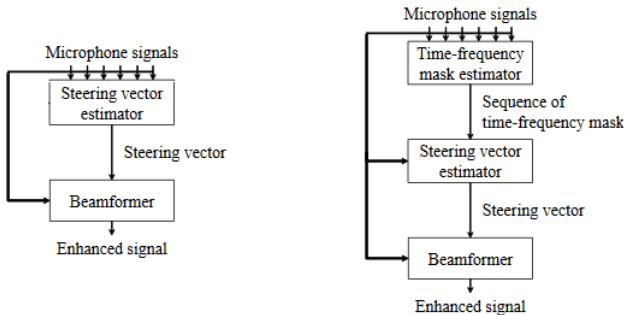 Microphone signals
Steering vector
estimator
Steering vector
Beamformer
Enhanced signal
Microphone signals
Time-frequency
mask estimator
Sequence of
time-frequency mask
Steering vector
estimator
Steering vector
Beamformer
Enhanced signal